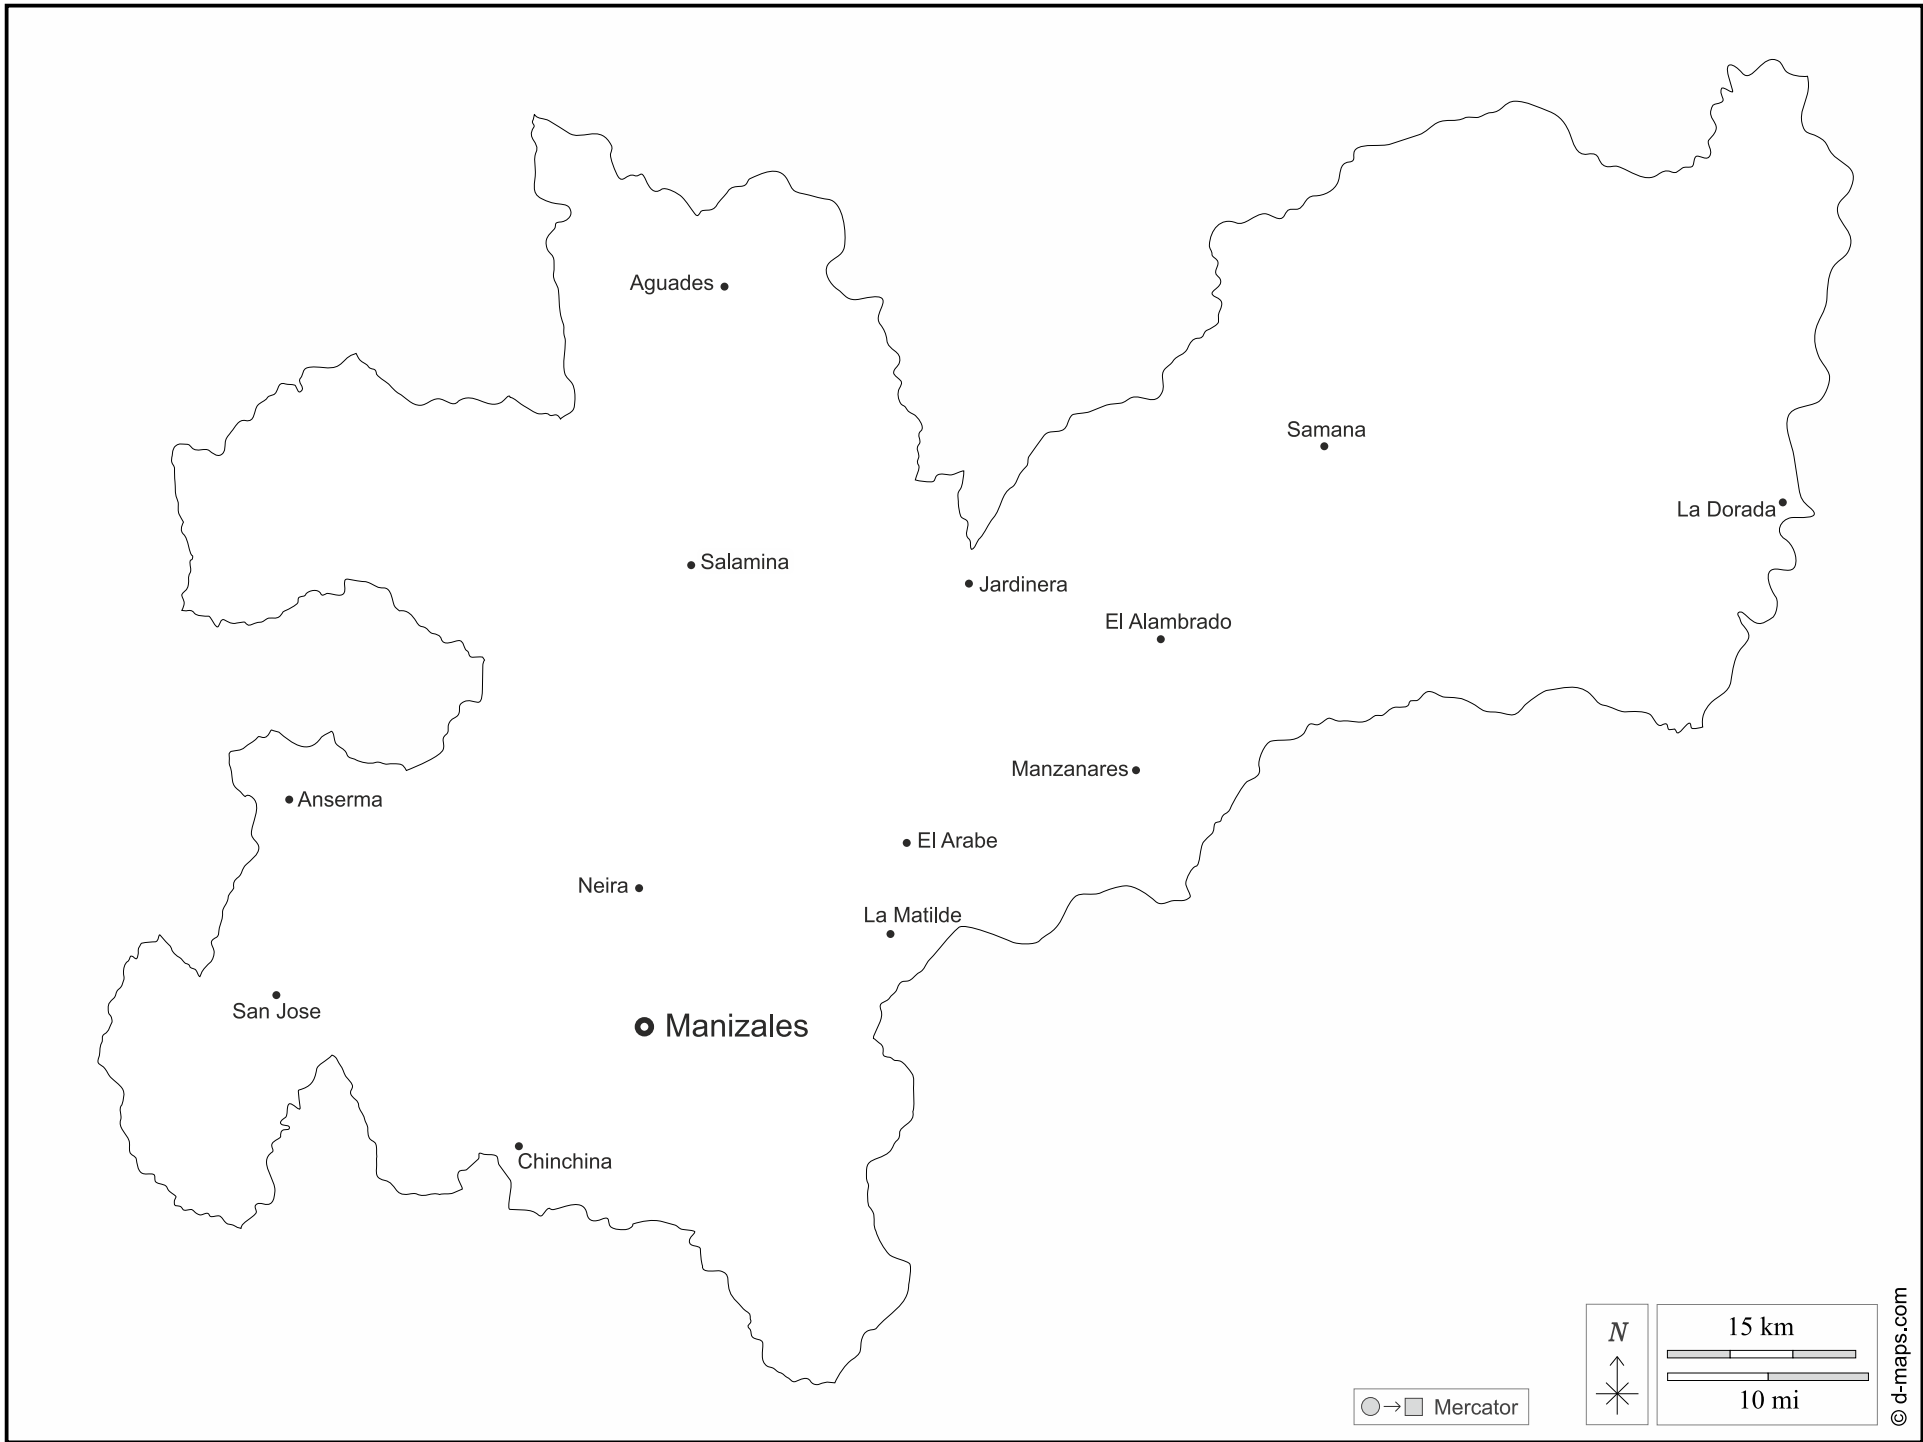 Aguades
Samana
La Dorada
Salamina
Jardinera
El Alambrado
Manzanares
Anserma
El Arabe
Neira
La Matilde
San Jose
Manizales
Chinchina
N
15 km
10 mi
Mercator
© d-maps.com